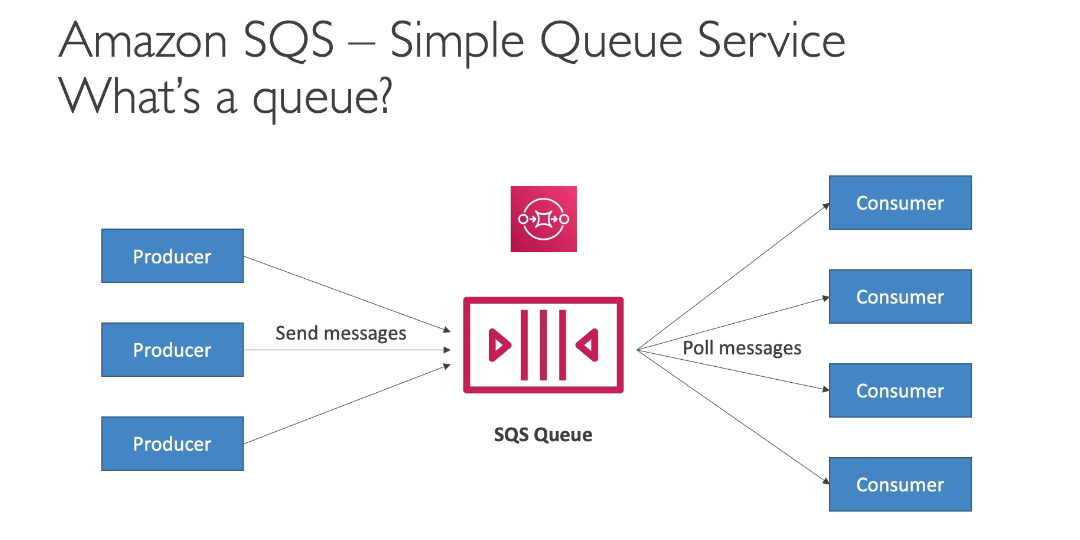 Amazon SQS – Simple Queue Service
What's a queue?
Producer
Producer
Producer
Send messages
SQS Queue
Poll messages
Consumer
Consumer
Consumer
Consumer